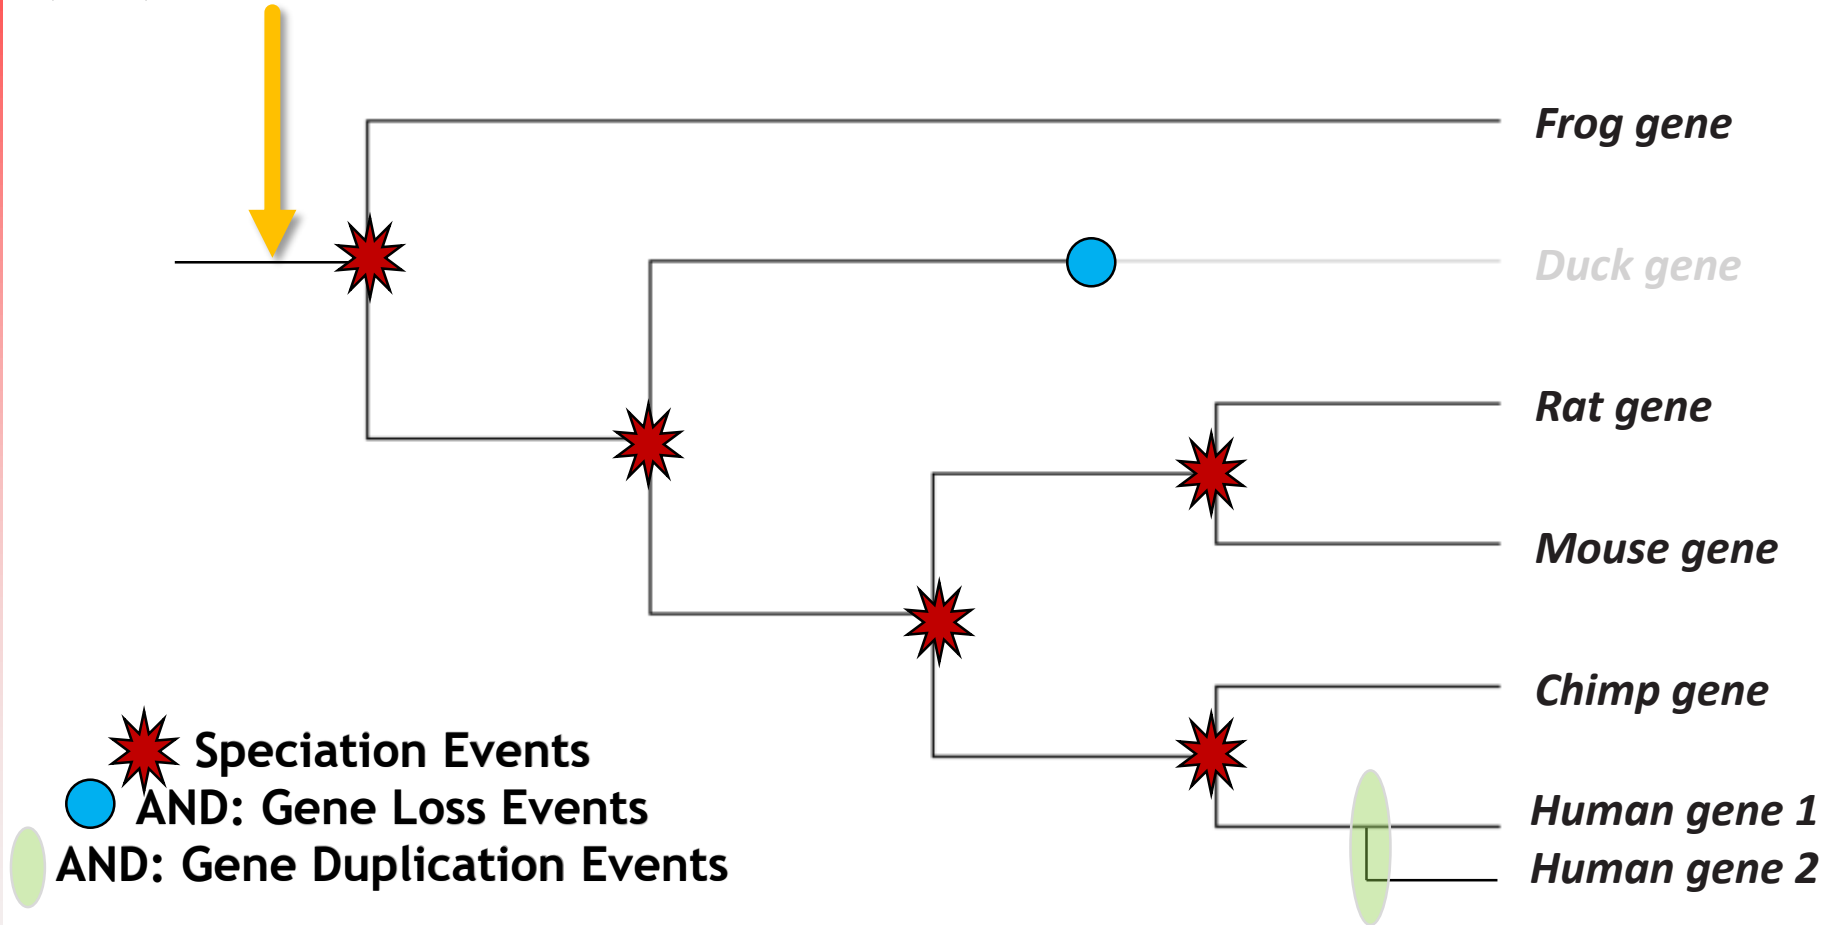 Frog gene
Duck gene
Rat gene
Mouse gene
Chimp gene
Speciation Events
AND: Gene Loss Events
Human gene 1
AND: Gene Duplication Events
Human gene 2